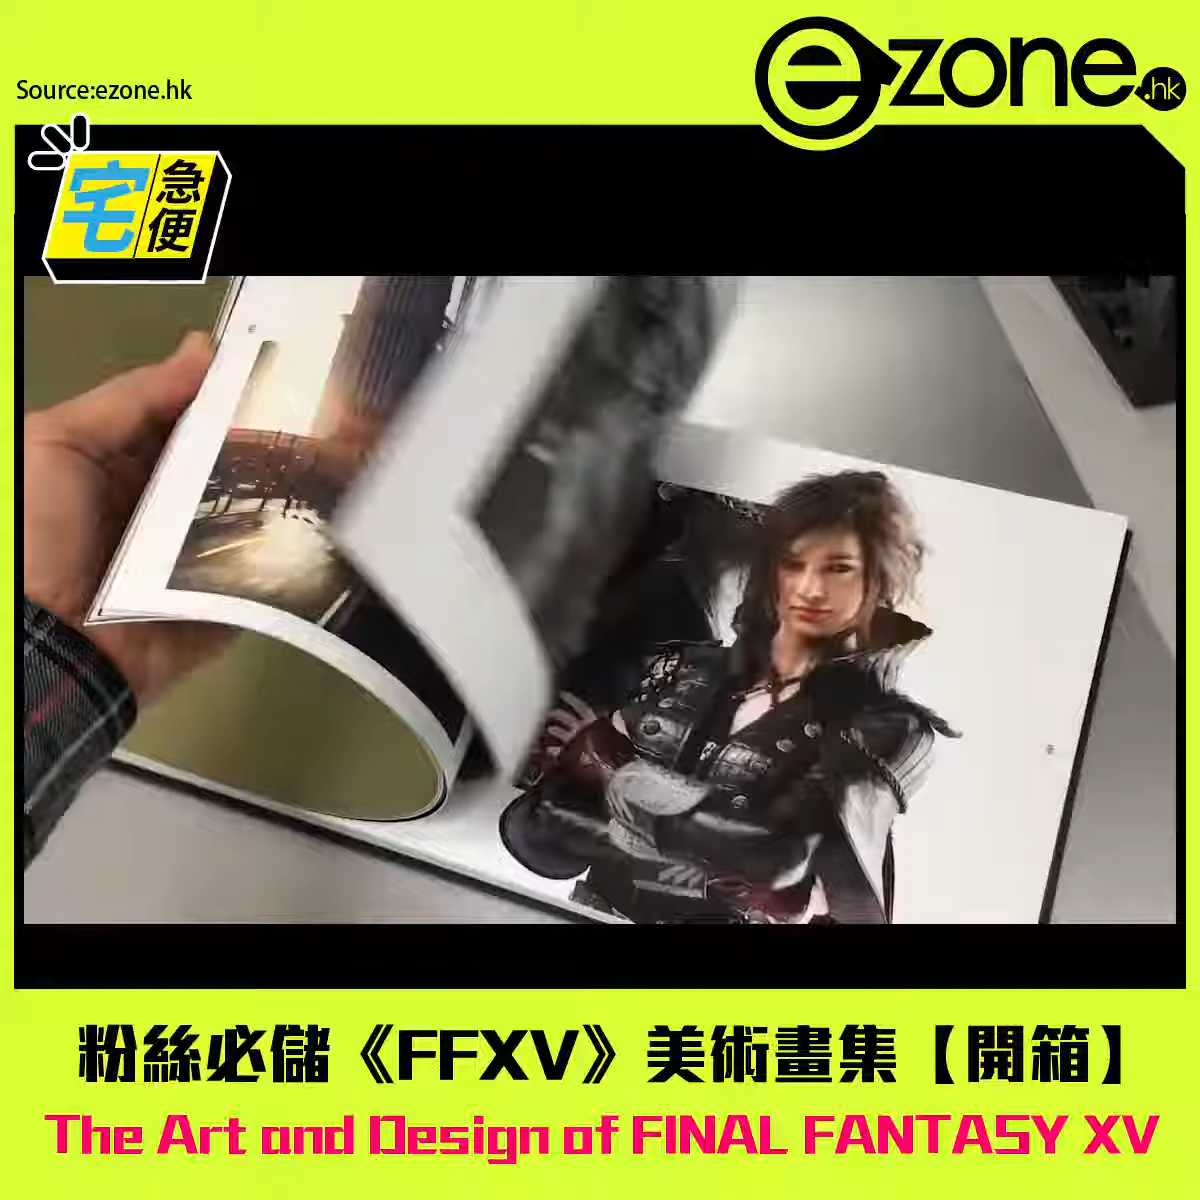 Source:ezone.hk
ezone.hk
宅急便
粉絲必儲《FFXV》美術畫集【開箱】
The Art and Design of FINAL FANTASY XV